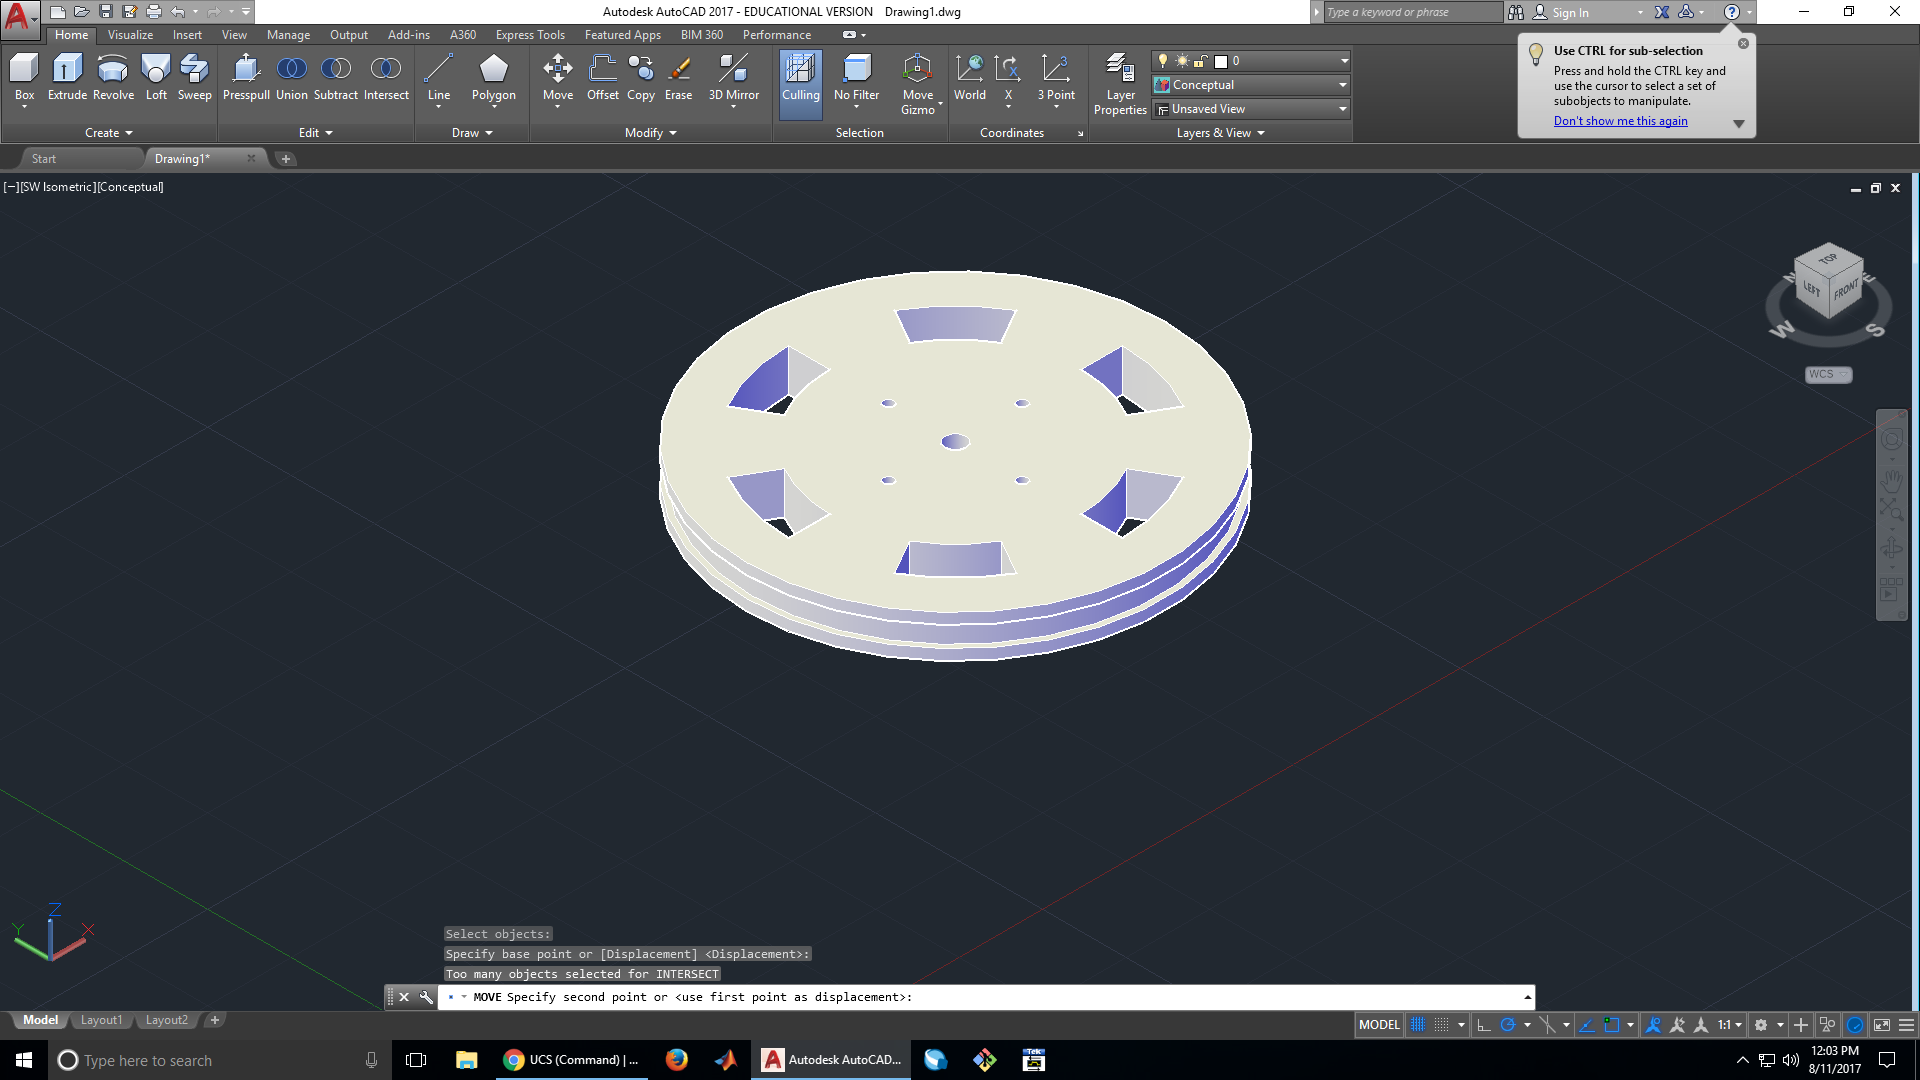 Autodesk AutoCAD 2017 - EDUCATIONAL VERSION Drawing1.dwg
Type a keyword or phrase
Sign In
Home Visualize Insert View Manage Output Add-ins A360 Express Tools Featured Apps BIM 360 Performance
Box Extrude Revolve Loft Sweep Presspull Union Subtract Intersect Line Polygon Move Offset Copy Erase 3D Mirror Culling No Filter Move Gizmo World X 3 Point Layer Properties
0
Conceptual
Unsaved View
Create Edit Draw Modify Selection Coordinates Layers & View
Use CTRL for sub-selection
Press and hold the CTRL key and
use the cursor to select a set of
subobjects to manipulate.
Don't show me this again
Start Drawing1*
[−][SW Isometric][Conceptual]
TOP
LEFT FRONT
N E
W S
WCS
Z
Y X
Select objects:
Specify base point or [Displacement] <Displacement>:
Too many objects selected for INTERSECT
MOVE Specify second point or <use first point as displacement>:
Model Layout1 Layout2
MODEL 1:1
Type here to search
UCS (Command) | ...
Autodesk AutoCAD...
Tek
12:03 PM
8/11/2017